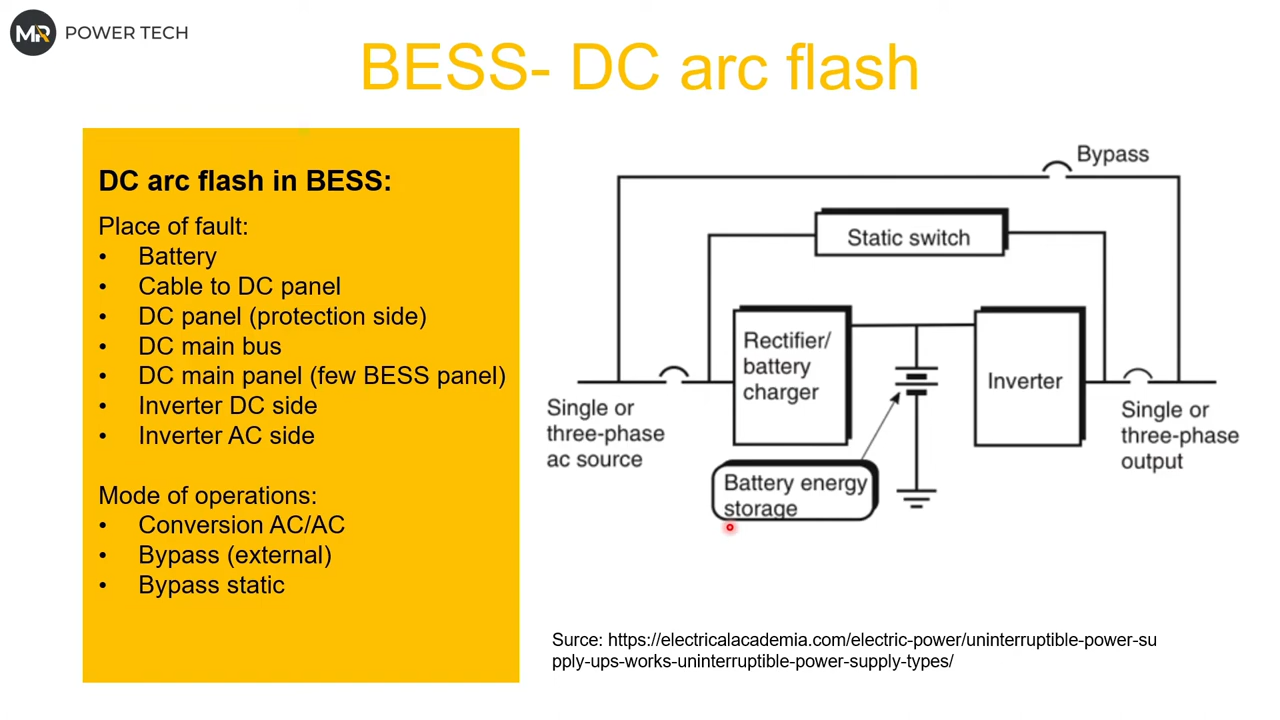 MR POWER TECH
BESS- DC arc flash
DC arc flash in BESS:
Place of fault:
• Battery
• Cable to DC panel
• DC panel (protection side)
• DC main bus
• DC main panel (few BESS panel)
• Inverter DC side
• Inverter AC side
Mode of operations:
• Conversion AC/AC
• Bypass (external)
• Bypass static
Bypass
Static switch
Rectifier/
battery
charger
Inverter
Single or
three-phase
ac source
Single or
three-phase
output
Battery energy
storage
Surce: https://electricalacademia.com/electric-power/uninterruptible-power-su
pply-ups-works-uninterruptible-power-supply-types/